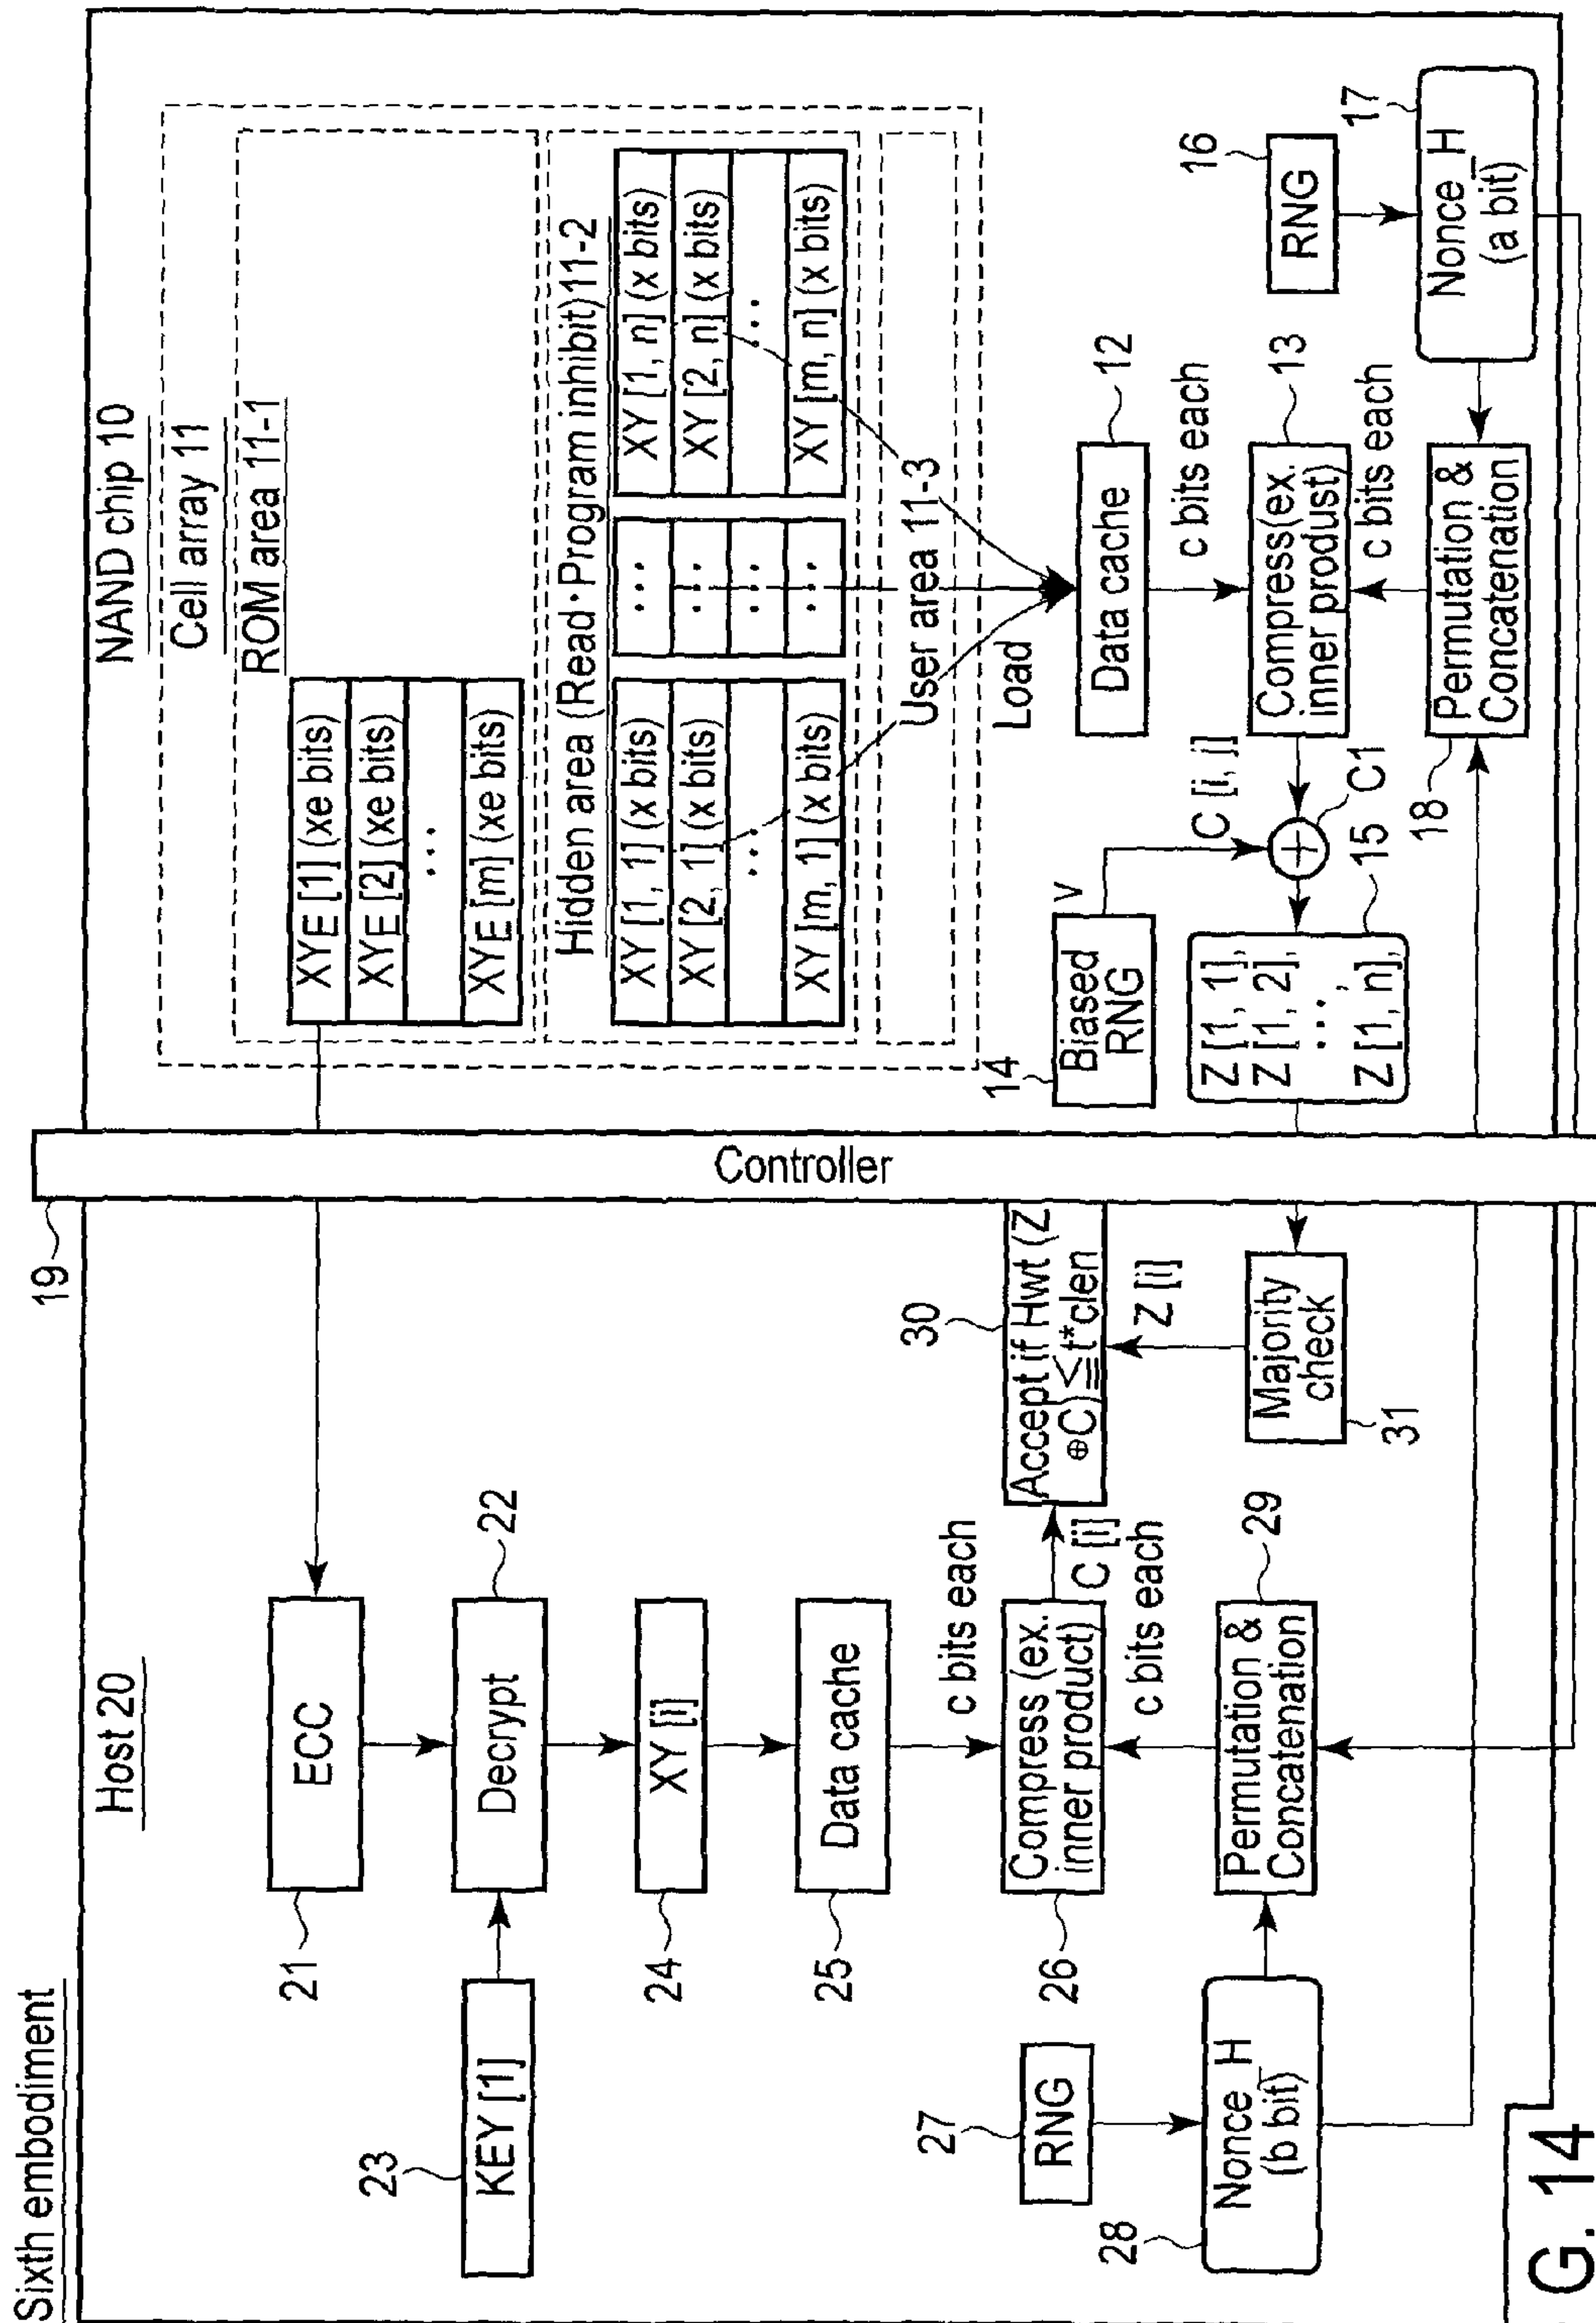 Sixth embodiment
Host 20
21
ECC
23
KEY [1]
Decrypt
22
24
XY [i]
25
Data cache
c bits each
26
Compress (ex.
inner product)
C [i]
c bits each
27
RNG
28
Nonce_H
(b bit)
Permutation &
Concatenation
29
30
Accept if Hwt (Z
⊕C)≦t*clen
Z [i]
Majority
check
31
19
Controller
NAND chip 10
Cell array 11
ROM area 11-1
XYE [1] (xe bits)
XYE [2] (xe bits)
...
XYE [m] (xe bits)
Hidden area (Read·Program inhibit)11-2
XY [1, 1] (x bits)
XY [2, 1] (x bits)
...
XY [m, 1] (x bits)
...
...
...
...
XY [1, n] (x bits)
XY [2, n] (x bits)
...
XY [m, n] (x bits)
User area 11-3
Load
Data cache
12
c bits each
14
Biased
RNG
V
C [i, j]
C1
Compress(ex.
inner produst)
13
c bits each
15
Z [1, 1],
Z [1, 2],
...,
Z [1, n],
18
Permutation &
Concatenation
16
RNG
17
Nonce_H
(a bit)
G. 14